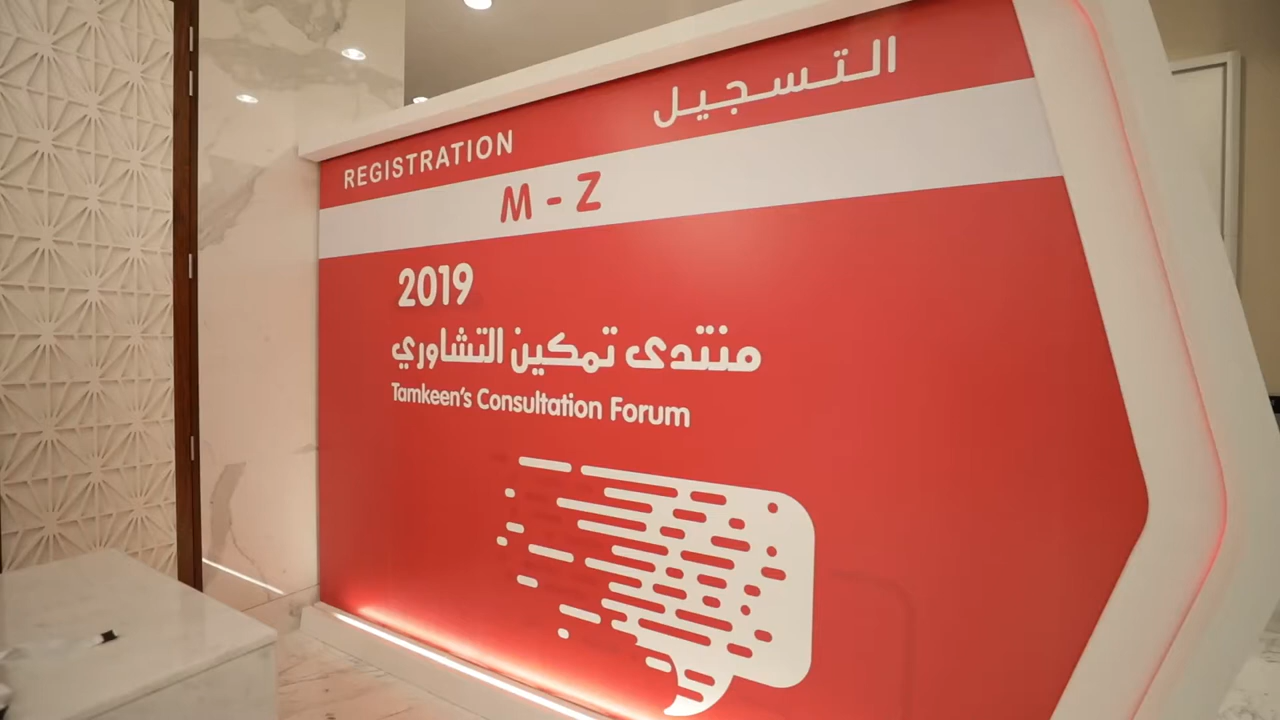 REGISTRATION التسجيل
M - Z
2019
منتدى تمكين التشاوري
Tamkeen's Consultation Forum